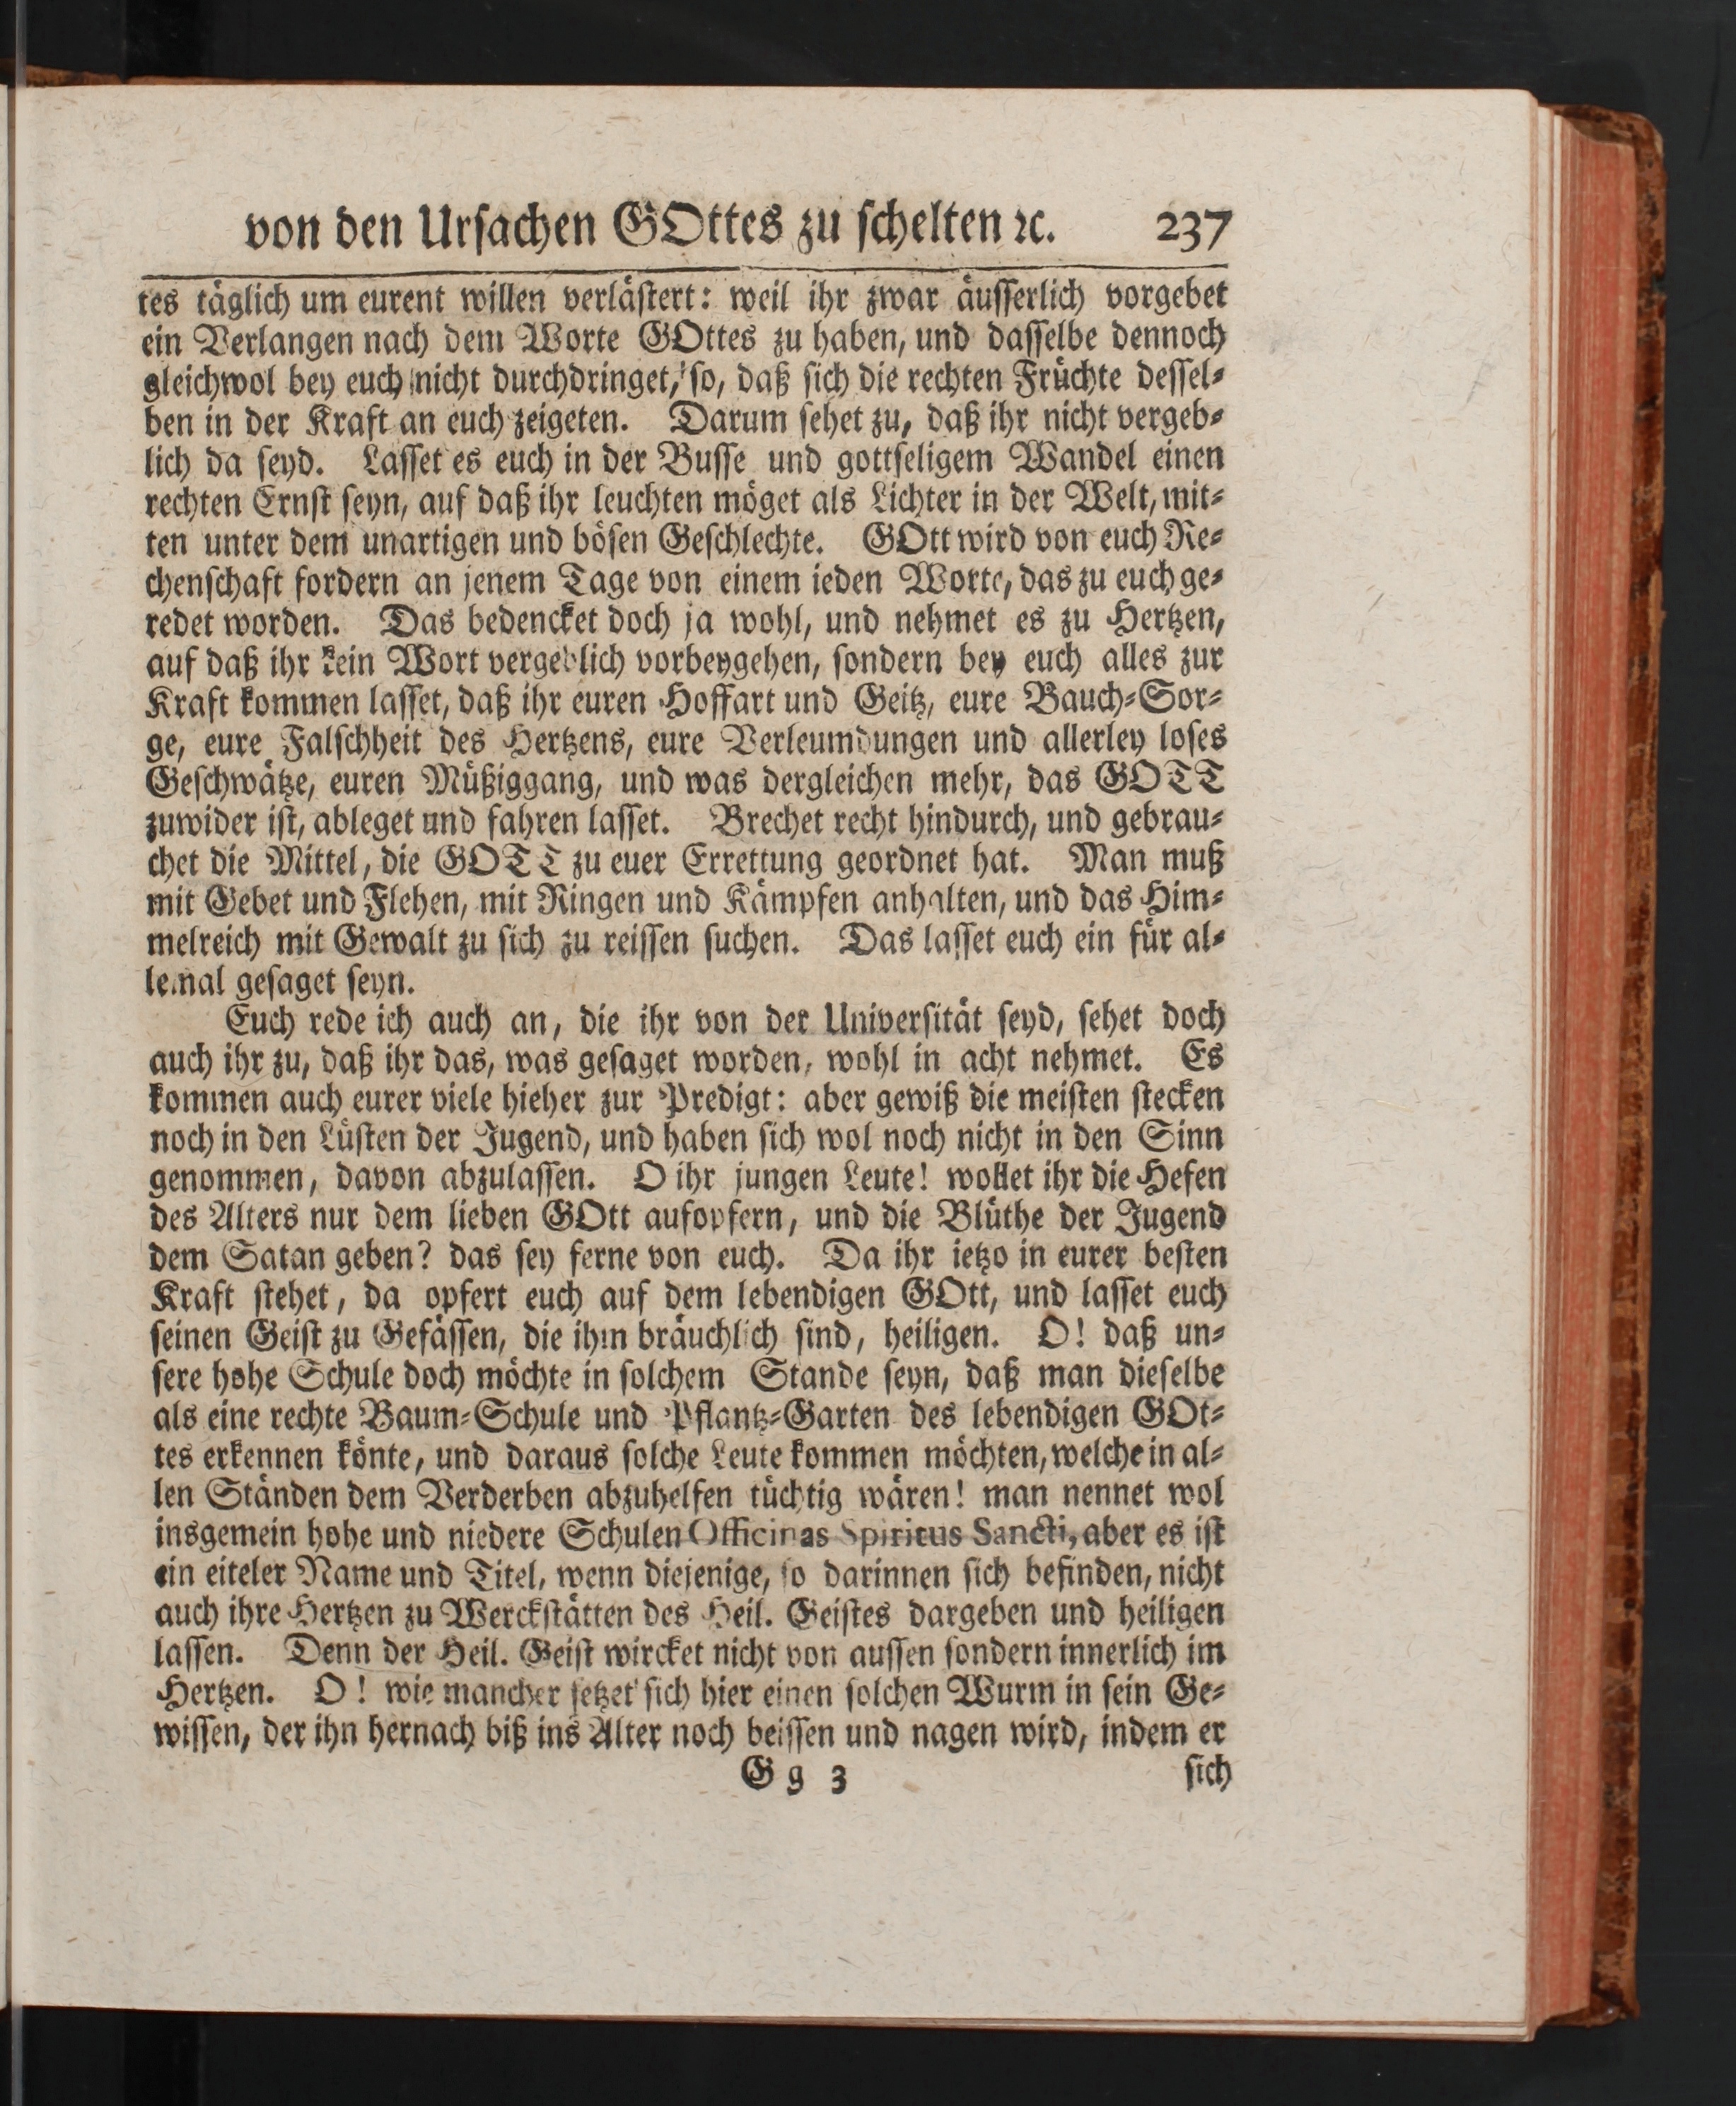 von den Urſachen GOttes zu ſchelten ꝛc. 237
tes täglich um eurent willen verläſtert: weil ihr zwar äuſſerlich vorgebet
ein Verlangen nach dem Worte GOttes zu haben, und daſſelbe dennoch
gleichwol bey euch nicht durchdringet, ſo, daß ſich die rechten Früchte deſſel-
ben in der Kraft an euch zeigeten. Darum ſehet zu, daß ihr nicht vergeb-
lich da ſeyd. Laſſet es euch in der Buſſe und gottſeligem Wandel einen
rechten Ernſt ſeyn, auf daß ihr leuchten möget als Lichter in der Welt, mit-
ten unter dem unartigen und böſen Geſchlechte. GOtt wird von euch Re-
chenſchaft fordern an jenem Tage von einem ieden Worte, das zu euch ge-
redet worden. Das bedencket doch ja wohl, und nehmet es zu Hertzen,
auf daß ihr kein Wort vergeblich vorbeygehen, ſondern bey euch alles zur
Kraft kommen laſſet, daß ihr euren Hoffart und Geitz, eure Bauch-Sor-
ge, eure Falſchheit des Hertzens, eure Verleumdungen und allerley loſes
Geſchwätze, euren Müßiggang, und was dergleichen mehr, das GOTT
zuwider iſt, ableget und fahren laſſet. Brechet recht hindurch, und gebrau-
chet die Mittel, die GOTT zu euer Errettung geordnet hat. Man muß
mit Gebet und Flehen, mit Ringen und Kämpfen anhalten, und das Him-
melreich mit Gewalt zu ſich zu reiſſen ſuchen. Das laſſet euch ein für al-
lemal geſaget ſeyn.
Euch rede ich auch an, die ihr von der Univerſität ſeyd, ſehet doch
auch ihr zu, daß ihr das, was geſaget worden, wohl in acht nehmet. Es
kommen auch eurer viele hieher zur Predigt: aber gewiß die meiſten ſtecken
noch in den Lüſten der Jugend, und haben ſich wol noch nicht in den Sinn
genommen, davon abzulaſſen. O ihr jungen Leute! wollet ihr die Hefen
des Alters nur dem lieben GOtt aufopfern, und die Blüthe der Jugend
dem Satan geben? das ſey ferne von euch. Da ihr ietzo in eurer beſten
Kraft ſtehet, da opfert euch auf dem lebendigen GOtt, und laſſet euch
ſeinen Geiſt zu Gefäſſen, die ihm bräuchlich ſind, heiligen. O! daß un-
ſere hohe Schule doch möchte in ſolchem Stande ſeyn, daß man dieſelbe
als eine rechte Baum-Schule und Pflantz-Garten des lebendigen GOt-
tes erkennen könte, und daraus ſolche Leute kommen möchten, welche in al-
len Ständen dem Verderben abzuhelfen tüchtig wären! man nennet wol
insgemein hohe und niedere Schulen Officinas Spiritus Sancti, aber es iſt
ein eiteler Name und Titel, wenn diejenige, ſo darinnen ſich befinden, nicht
auch ihre Hertzen zu Werckſtätten des Heil. Geiſtes dargeben und heiligen
laſſen. Denn der Heil. Geiſt wircket nicht von auſſen ſondern innerlich im
Hertzen. O! wie mancher ſetzet ſich hier einen ſolchen Wurm in ſein Ge-
wiſſen, der ihn hernach biß ins Alter noch beiſſen und nagen wird, indem er
G g 3 ſich